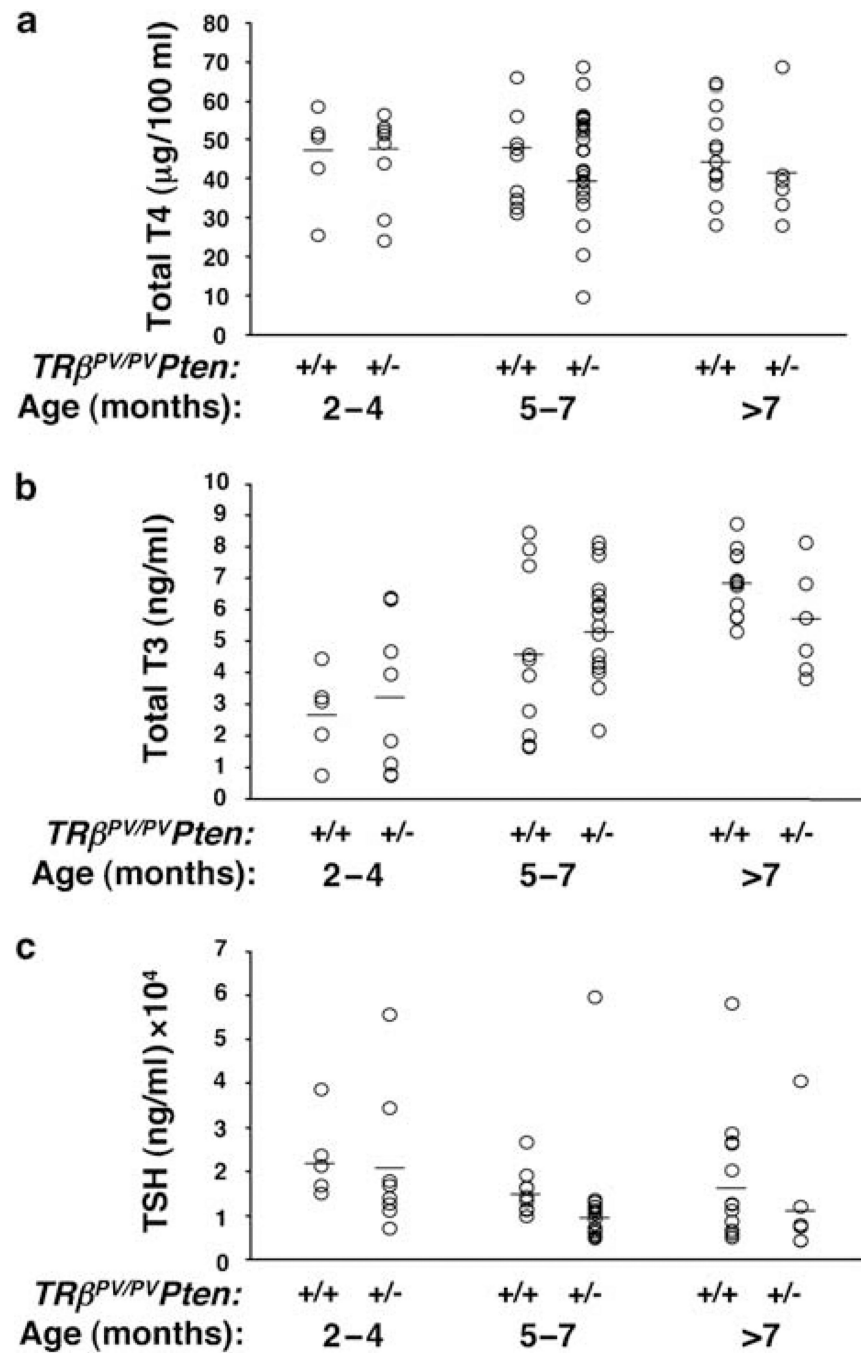 a
Total T4 (μg/100 ml)
80
70
60
50
40
30
20
10
0
TRβPV/PVPten: +/+ +/- +/+ +/- +/+ +/-
Age (months): 2–4 5–7 >7
b
Total T3 (ng/ml)
10
9
8
7
6
5
4
3
2
1
0
TRβPV/PVPten: +/+ +/- +/+ +/- +/+ +/-
Age (months): 2–4 5–7 >7
c
TSH (ng/ml) ×10⁴
7
6
5
4
3
2
1
0
TRβPV/PVPten: +/+ +/- +/+ +/- +/+ +/-
Age (months): 2–4 5–7 >7